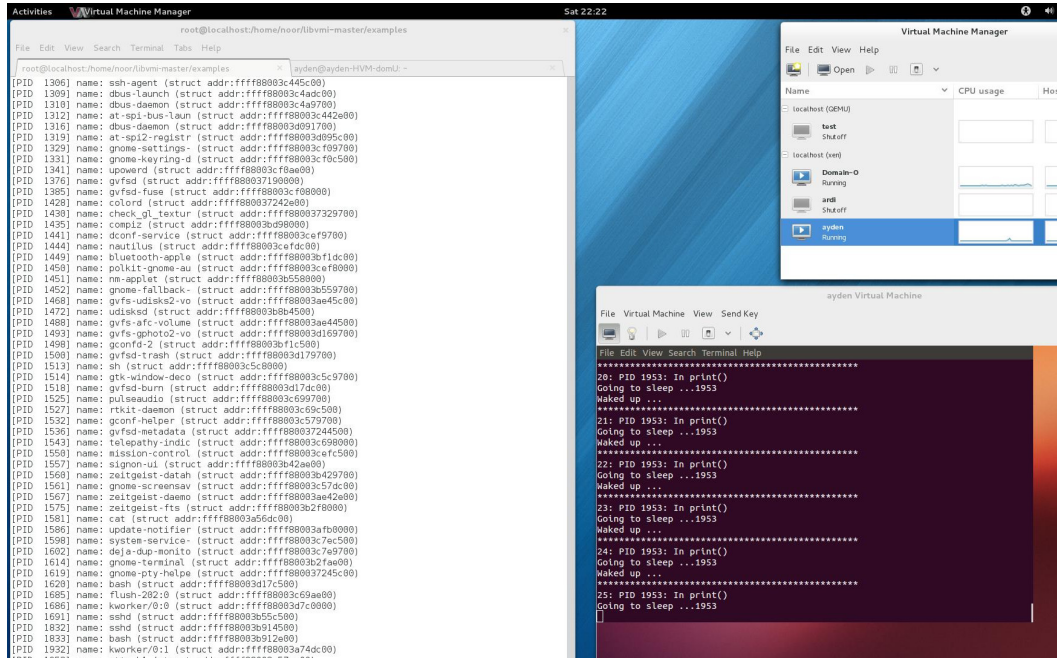 Activities
Virtual Machine Manager
Sat 22:22
root@localhost:/home/noor/libvmi-master/examples
File Edit View Search Terminal Tabs Help
root@localhost:/home/noor/libvmi-master/examples
ayden@ayden-HVM-domU: ~
[PID 1306] name: ssh-agent (struct addr:ffff88003c445c00)
[PID 1309] name: dbus-launch (struct addr:ffff88003c4adc00)
[PID 1310] name: dbus-daemon (struct addr:ffff88003c4a9700)
[PID 1312] name: at-spi-bus-laun (struct addr:ffff88003c442e00)
[PID 1316] name: dbus-daemon (struct addr:ffff88003d091700)
[PID 1319] name: at-spi2-registr (struct addr:ffff88003d095c00)
[PID 1329] name: gnome-settings- (struct addr:ffff88003cf09700)
[PID 1331] name: gnome-keyring-d (struct addr:ffff88003cf0c500)
[PID 1341] name: upowerd (struct addr:ffff88003cf0ae00)
[PID 1376] name: gvfsd (struct addr:ffff880037190000)
[PID 1385] name: gvfsd-fuse (struct addr:ffff88003cf08000)
[PID 1428] name: colord (struct addr:ffff880037242e00)
[PID 1430] name: check_gl_textur (struct addr:ffff880037329700)
[PID 1435] name: compiz (struct addr:ffff88003bd98000)
[PID 1441] name: dconf-service (struct addr:ffff88003cef9700)
[PID 1444] name: nautilus (struct addr:ffff88003cefdc00)
[PID 1449] name: bluetooth-apple (struct addr:ffff88003bf1dc00)
[PID 1450] name: polkit-gnome-au (struct addr:ffff88003cef8000)
[PID 1451] name: nm-applet (struct addr:ffff88003b558000)
[PID 1452] name: gnome-fallback- (struct addr:ffff88003b559700)
[PID 1468] name: gvfs-udisks2-vo (struct addr:ffff88003ae45c00)
[PID 1472] name: udisksd (struct addr:ffff88003b8b4500)
[PID 1488] name: gvfs-afc-volume (struct addr:ffff88003ae44500)
[PID 1493] name: gvfs-gphoto2-vo (struct addr:ffff88003d169700)
[PID 1498] name: gconfd-2 (struct addr:ffff88003bf1c500)
[PID 1500] name: gvfsd-trash (struct addr:ffff88003d179700)
[PID 1513] name: sh (struct addr:ffff88003c5c8000)
[PID 1514] name: gtk-window-deco (struct addr:ffff88003c5c9700)
[PID 1518] name: gvfsd-burn (struct addr:ffff88003d17dc00)
[PID 1525] name: pulseaudio (struct addr:ffff88003c699700)
[PID 1527] name: rtkit-daemon (struct addr:ffff88003c69c500)
[PID 1532] name: gconf-helper (struct addr:ffff88003c579700)
[PID 1536] name: gvfsd-metadata (struct addr:ffff880037244500)
[PID 1543] name: telepathy-indic (struct addr:ffff88003c698000)
[PID 1550] name: mission-control (struct addr:ffff88003cefc500)
[PID 1557] name: signon-ui (struct addr:ffff88003b42ae00)
[PID 1560] name: zeitgeist-datah (struct addr:ffff88003b429700)
[PID 1561] name: gnome-screensav (struct addr:ffff88003c57dc00)
[PID 1567] name: zeitgeist-daemo (struct addr:ffff88003ae42e00)
[PID 1575] name: zeitgeist-fts (struct addr:ffff88003b2f8000)
[PID 1581] name: cat (struct addr:ffff88003a56dc00)
[PID 1586] name: update-notifier (struct addr:ffff88003afb0000)
[PID 1598] name: system-service- (struct addr:ffff88003c7ec500)
[PID 1602] name: deja-dup-monito (struct addr:ffff88003c7e9700)
[PID 1614] name: gnome-terminal (struct addr:ffff88003b2fae00)
[PID 1619] name: gnome-pty-helpe (struct addr:ffff880037245c00)
[PID 1620] name: bash (struct addr:ffff88003d17c500)
[PID 1685] name: flush-202:0 (struct addr:ffff88003c69ae00)
[PID 1686] name: kworker/0:0 (struct addr:ffff88003d7c0000)
[PID 1691] name: sshd (struct addr:ffff88003b55c500)
[PID 1832] name: sshd (struct addr:ffff88003b914500)
[PID 1833] name: bash (struct addr:ffff88003b912e00)
[PID 1932] name: kworker/0:1 (struct addr:ffff88003a74dc00)
Virtual Machine Manager
File Edit View Help
Open
Name
CPU usage
Hos
localhost (QEMU)
test
Shutoff
localhost (xen)
Domain-0
Running
ardi
Shutoff
ayden
Running
ayden Virtual Machine
File Virtual Machine View Send Key
File Edit View Search Terminal Help
************************************************
20: PID 1953: In print()
Going to sleep ...1953
Waked up ...
************************************************
21: PID 1953: In print()
Going to sleep ...1953
Waked up ...
************************************************
22: PID 1953: In print()
Going to sleep ...1953
Waked up ...
************************************************
23: PID 1953: In print()
Going to sleep ...1953
Waked up ...
************************************************
24: PID 1953: In print()
Going to sleep ...1953
Waked up ...
************************************************
25: PID 1953: In print()
Going to sleep ...1953